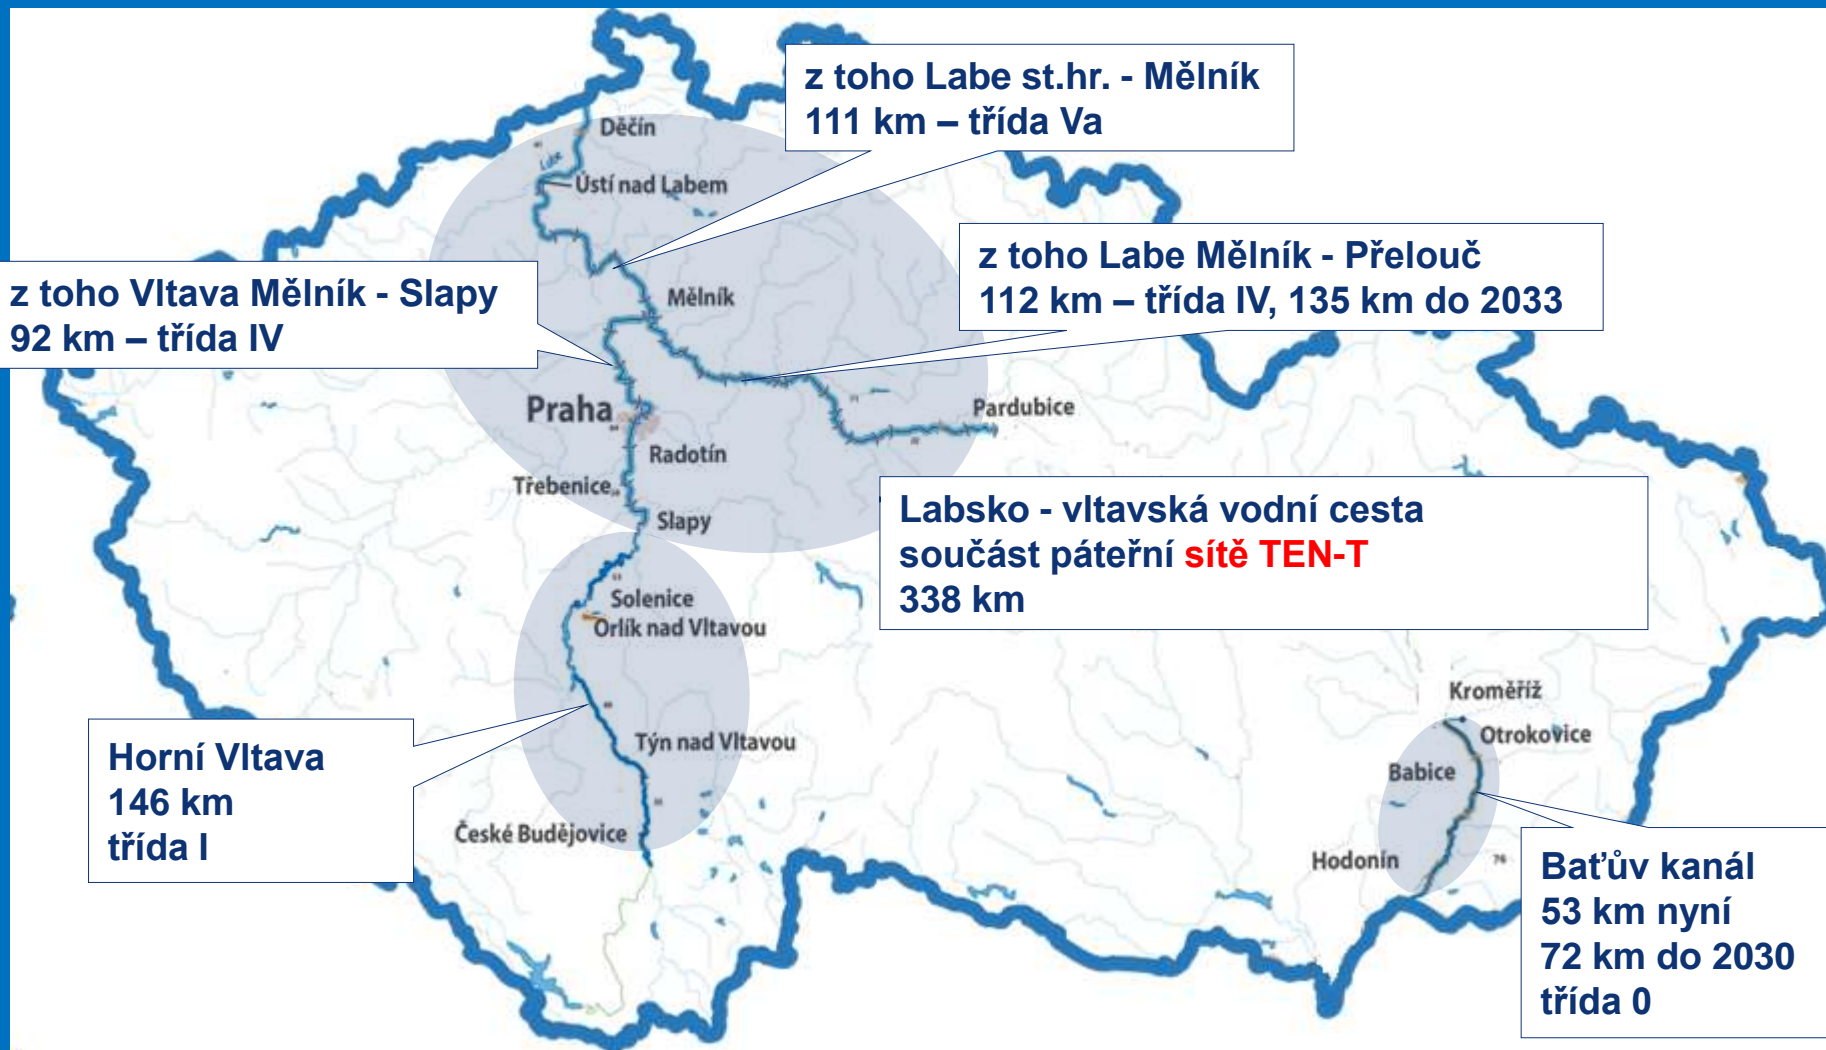 z toho Labe st.hr. - Mělník
111 km – třída Va
Děčín
Labe
Ústí nad Labem
z toho Labe Mělník - Přelouč
112 km – třída IV, 135 km do 2033
z toho Vltava Mělník - Slapy
92 km – třída IV
Mělník
Praha
Pardubice
Radotín
Třebenice
Slapy
Labsko - vltavská vodní cesta
součást páteřní sítě TEN-T
338 km
Solenice
Orlík nad Vltavou
Kroměříž
Otrokovice
Horní Vltava
146 km
třída I
Týn nad Vltavou
Babice
České Budějovice
Hodonín
76
Baťův kanál
53 km nyní
72 km do 2030
třída 0